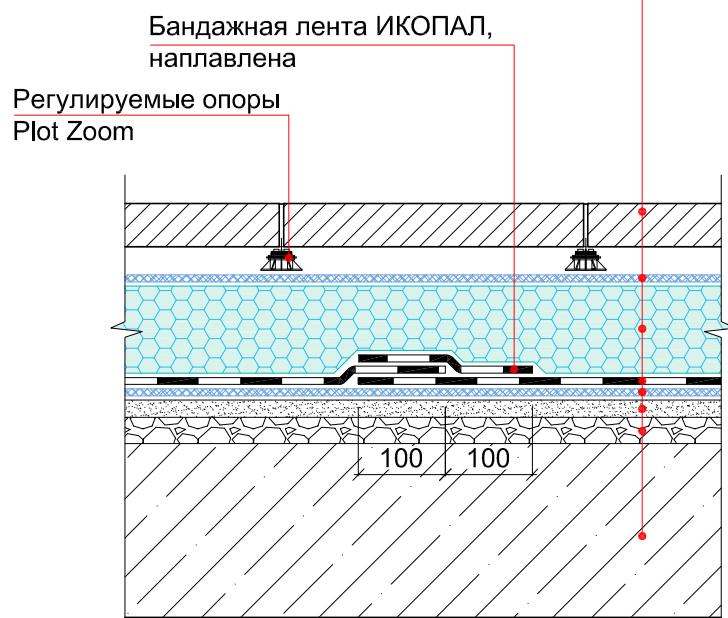 Бандажная лента ИКОПАЛ,
наплавлена
Регулируемые опоры
Plot Zoom
100 100